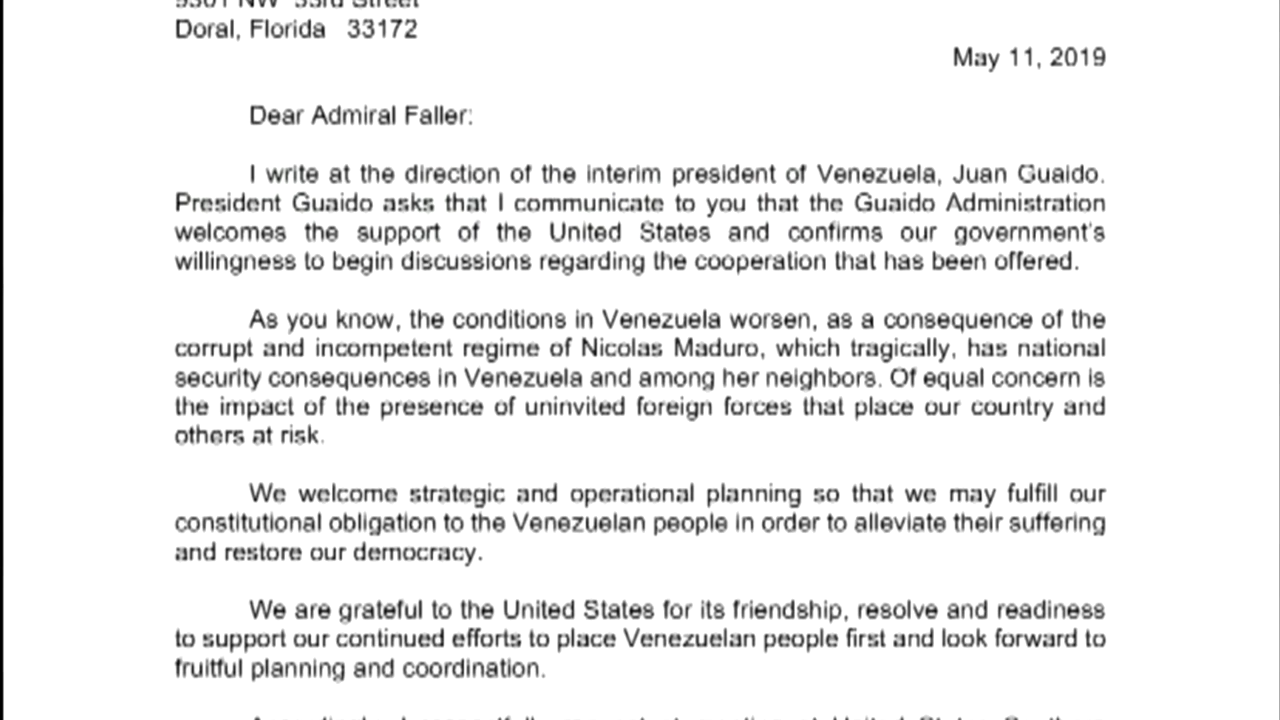 Doral, Florida 33172
May 11, 2019
Dear Admiral Faller:
I write at the direction of the interim president of Venezuela, Juan Guaido.
President Guaido asks that I communicate to you that the Guaido Administration
welcomes the support of the United States and confirms our government's
willingness to begin discussions regarding the cooperation that has been offered.
As you know, the conditions in Venezuela worsen, as a consequence of the
corrupt and incompetent regime of Nicolas Maduro, which tragically, has national
security consequences in Venezuela and among her neighbors. Of equal concern is
the impact of the presence of uninvited foreign forces that place our country and
others at risk.
We welcome strategic and operational planning so that we may fulfill our
constitutional obligation to the Venezuelan people in order to alleviate their suffering
and restore our democracy.
We are grateful to the United States for its friendship, resolve and readiness
to support our continued efforts to place Venezuelan people first and look forward to
fruitful planning and coordination.